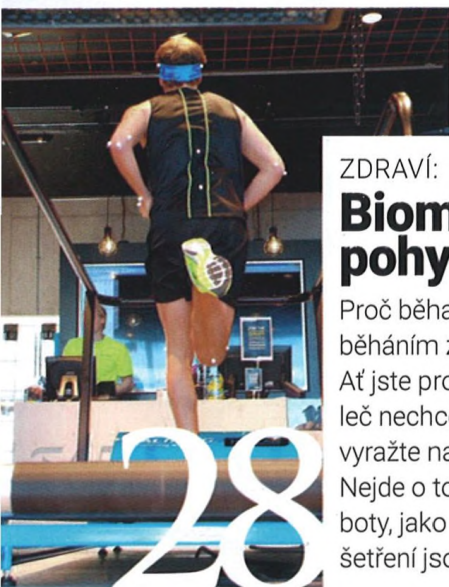 ZDRAVÍ:
Biom
pohy
Proč běha
běháním z
Ať jste pro
leč nechc
vyražte na
Nejde o to
boty, jako
šetření jso
28